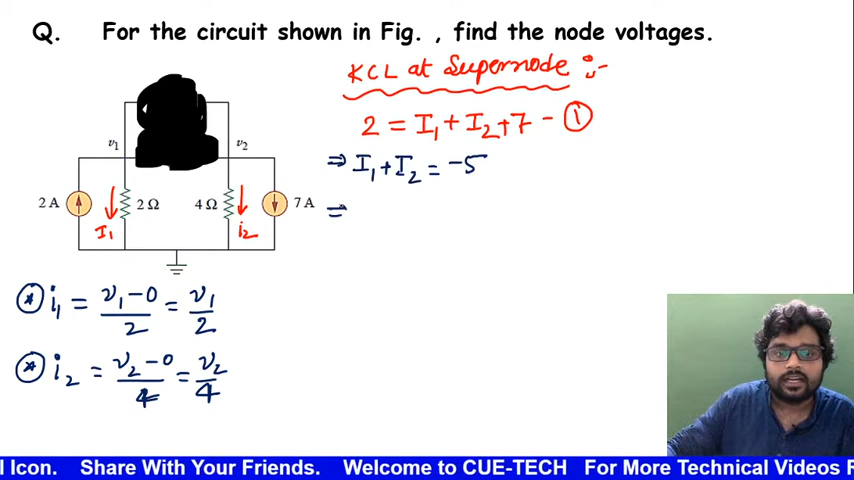 Q. For the circuit shown in Fig. , find the node voltages.
KCL at Supernode :-
2 = I₁ + I₂ + 7 - ①
⇒ I₁ + I₂ = -5
⇒
v₁
v₂
2 A
2 Ω
4 Ω
7 A
I₁
i₂
* i₁ = v₁-0/2 = v₁/2
* i₂ = v₂-0/4 = v₂/4
l Icon. Share With Your Friends. Welcome to CUE-TECH For More Technical Videos R